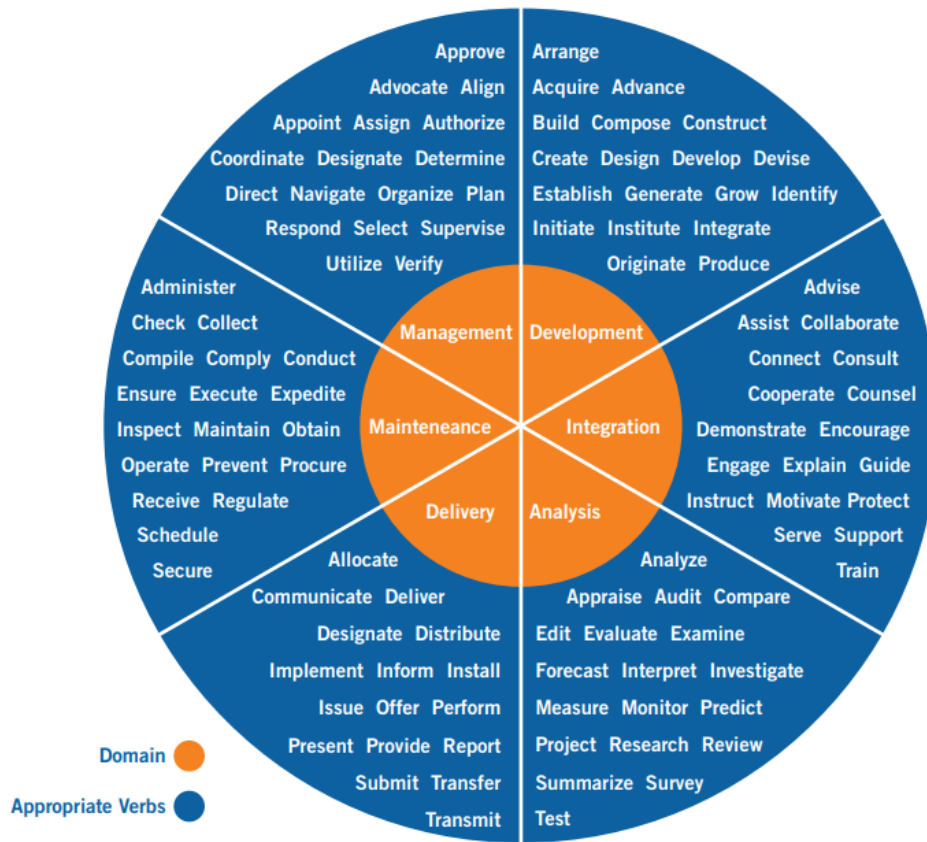 Approve
Advocate Align
Appoint Assign Authorize
Coordinate Designate Determine
Direct Navigate Organize Plan
Respond Select Supervise
Utilize Verify
Arrange
Acquire Advance
Build Compose Construct
Create Design Develop Devise
Establish Generate Grow Identify
Initiate Institute Integrate
Originate Produce
Administer
Check Collect
Compile Comply Conduct
Ensure Execute Expedite
Inspect Maintain Obtain
Operate Prevent Procure
Receive Regulate
Schedule
Secure
Management
Development
Mainteneance
Integration
Delivery
Analysis
Advise
Assist Collaborate
Connect Consult
Cooperate Counsel
Demonstrate Encourage
Engage Explain Guide
Instruct Motivate Protect
Serve Support
Train
Allocate
Communicate Deliver
Designate Distribute
Implement Inform Install
Issue Offer Perform
Present Provide Report
Submit Transfer
Transmit
Analyze
Appraise Audit Compare
Edit Evaluate Examine
Forecast Interpret Investigate
Measure Monitor Predict
Project Research Review
Summarize Survey
Test
Domain
Appropriate Verbs